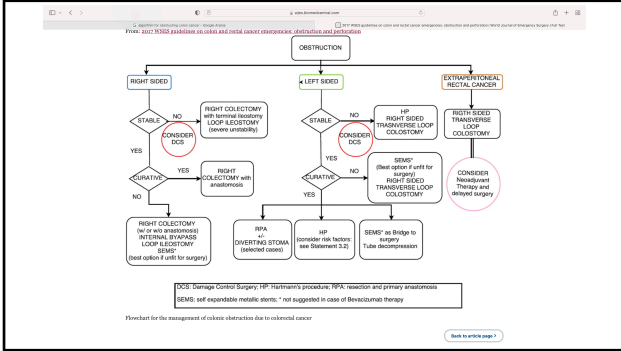 wjes.biomedcentral.com
algorithm for obstructing colon cancer - Google Arama
2017 WSES guidelines on colon and rectal cancer emergencies: obstruction and perforation | World Journal of Emergency Surgery | Full Text
From: 2017 WSES guidelines on colon and rectal cancer emergencies: obstruction and perforation
OBSTRUCTION
RIGHT SIDED
LEFT SIDED
EXTRAPERITONEAL
RECTAL CANCER
STABLE
NO
RIGHT COLECTOMY
with terminal ileostomy
LOOP ILEOSTOMY
(severe unstability)
CONSIDER
DCS
YES
CURATIVE
YES
RIGHT
COLECTOMY with
anastomosis
NO
RIGHT COLECTOMY
(w/ or w/o anastomosis)
INTERNAL BYAPASS
LOOP ILEOSTOMY
SEMS*
(best option if unfit for surgery)
STABLE
NO
HP
RIGHT SIDED
TRASNVERSE LOOP
COLOSTOMY
CONSIDER
DCS
YES
CURATIVE
NO
SEMS*
(Best option if unfit for
surgery)
RIGHT SIDED
TRANSVERSE LOOP
COLOSTOMY
YES
RPA
+/-
DIVERTING STOMA
(selected cases)
HP
(consider risk factors:
see Statement 3.2)
SEMS* as Bridge to
surgery
Tube decompression
RIGTH SIDED
TRANSVERSE
LOOP
COLOSTOMY
CONSIDER
Neoadjuvant
Therapy and
delayed surgery
DCS: Damage Control Surgery; HP: Hartmann's procedure; RPA: resection and primary anastomosis
SEMS: self expandable metallic stents; * not suggested in case of Bevacizumab therapy
Flowchart for the management of colonic obstruction due to colorectal cancer
Back to article page >